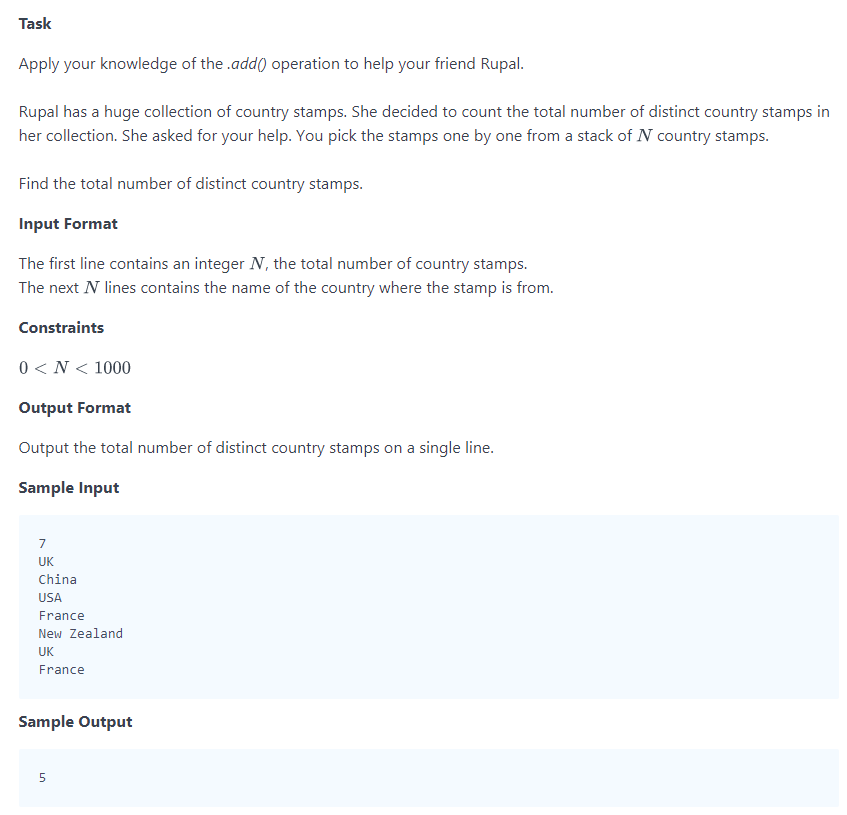 Task
Apply your knowledge of the .add() operation to help your friend Rupal.
Rupal has a huge collection of country stamps. She decided to count the total number of distinct country stamps in
her collection. She asked for your help. You pick the stamps one by one from a stack of N country stamps.
Find the total number of distinct country stamps.
Input Format
The first line contains an integer N, the total number of country stamps.
The next N lines contains the name of the country where the stamp is from.
Constraints
0 < N < 1000
Output Format
Output the total number of distinct country stamps on a single line.
Sample Input
7
UK
China
USA
France
New Zealand
UK
France
Sample Output
5